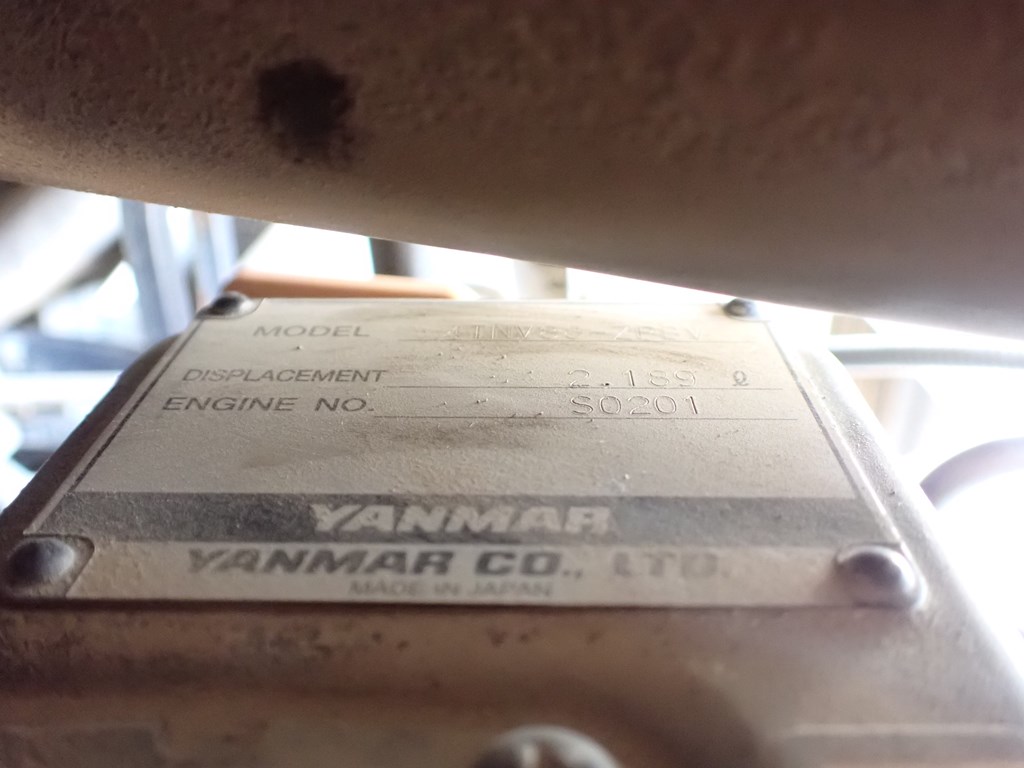 MODEL
DISPLACEMENT 2.189 ℓ
ENGINE NO. S0201
YANMAR
YANMAR CO., LTD.
MADE IN JAPAN